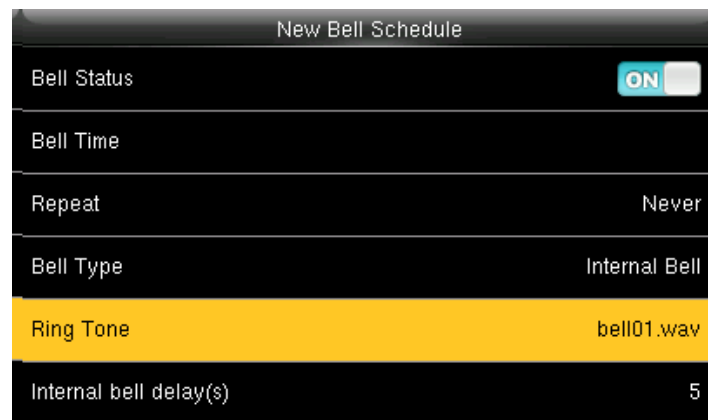 New Bell Schedule
Bell Status ON
Bell Time
Repeat Never
Bell Type Internal Bell
Ring Tone bell01.wav
Internal bell delay(s) 5